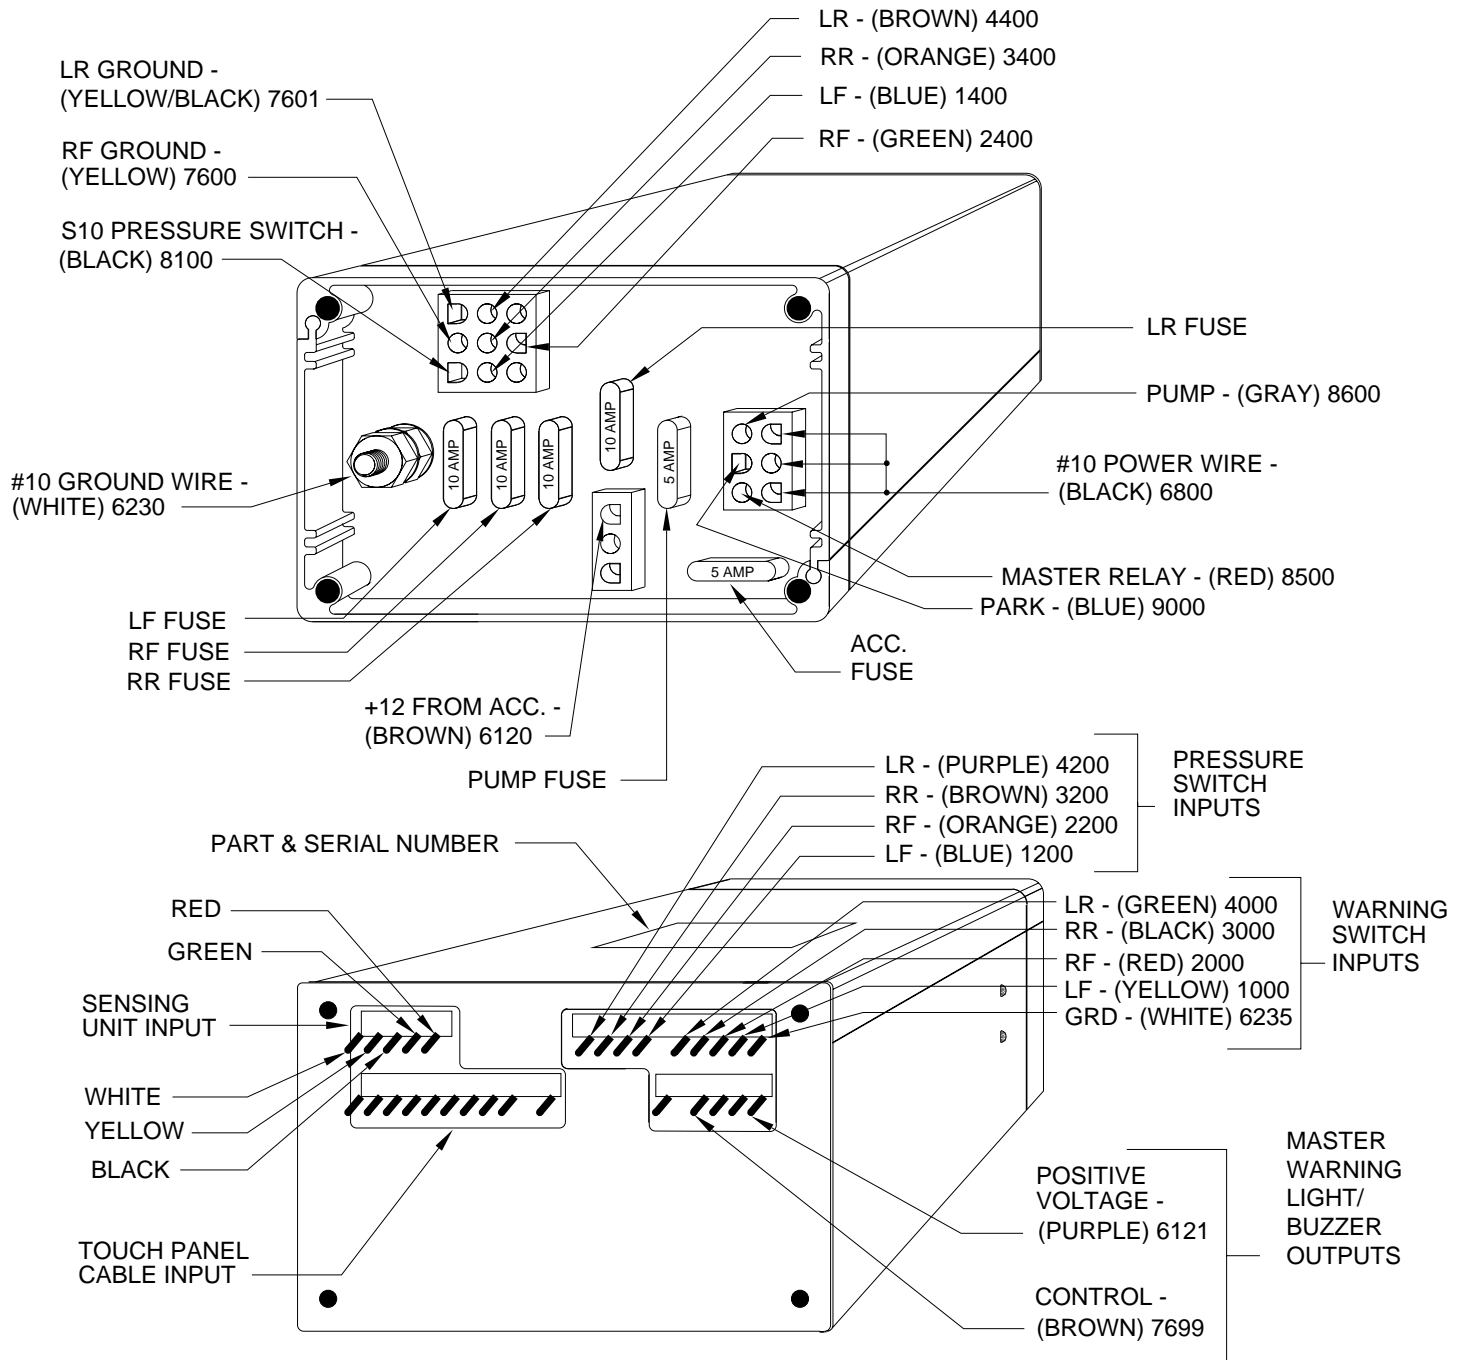 LR - (BROWN) 4400
RR - (ORANGE) 3400
LF - (BLUE) 1400
RF - (GREEN) 2400
LR GROUND -
(YELLOW/BLACK) 7601
RF GROUND -
(YELLOW) 7600
S10 PRESSURE SWITCH -
(BLACK) 8100
#10 GROUND WIRE -
(WHITE) 6230
10 AMP
10 AMP
10 AMP
10 AMP
5 AMP
5 AMP
LR FUSE
PUMP - (GRAY) 8600
#10 POWER WIRE -
(BLACK) 6800
MASTER RELAY - (RED) 8500
PARK - (BLUE) 9000
LF FUSE
RF FUSE
RR FUSE
ACC.
FUSE
+12 FROM ACC. -
(BROWN) 6120
PUMP FUSE
LR - (PURPLE) 4200
RR - (BROWN) 3200
RF - (ORANGE) 2200
LF - (BLUE) 1200
PRESSURE
SWITCH
INPUTS
PART & SERIAL NUMBER
LR - (GREEN) 4000
RR - (BLACK) 3000
RF - (RED) 2000
LF - (YELLOW) 1000
GRD - (WHITE) 6235
WARNING
SWITCH
INPUTS
RED
GREEN
SENSING
UNIT INPUT
WHITE
YELLOW
BLACK
TOUCH PANEL
CABLE INPUT
POSITIVE
VOLTAGE -
(PURPLE) 6121
CONTROL -
(BROWN) 7699
MASTER
WARNING
LIGHT/
BUZZER
OUTPUTS